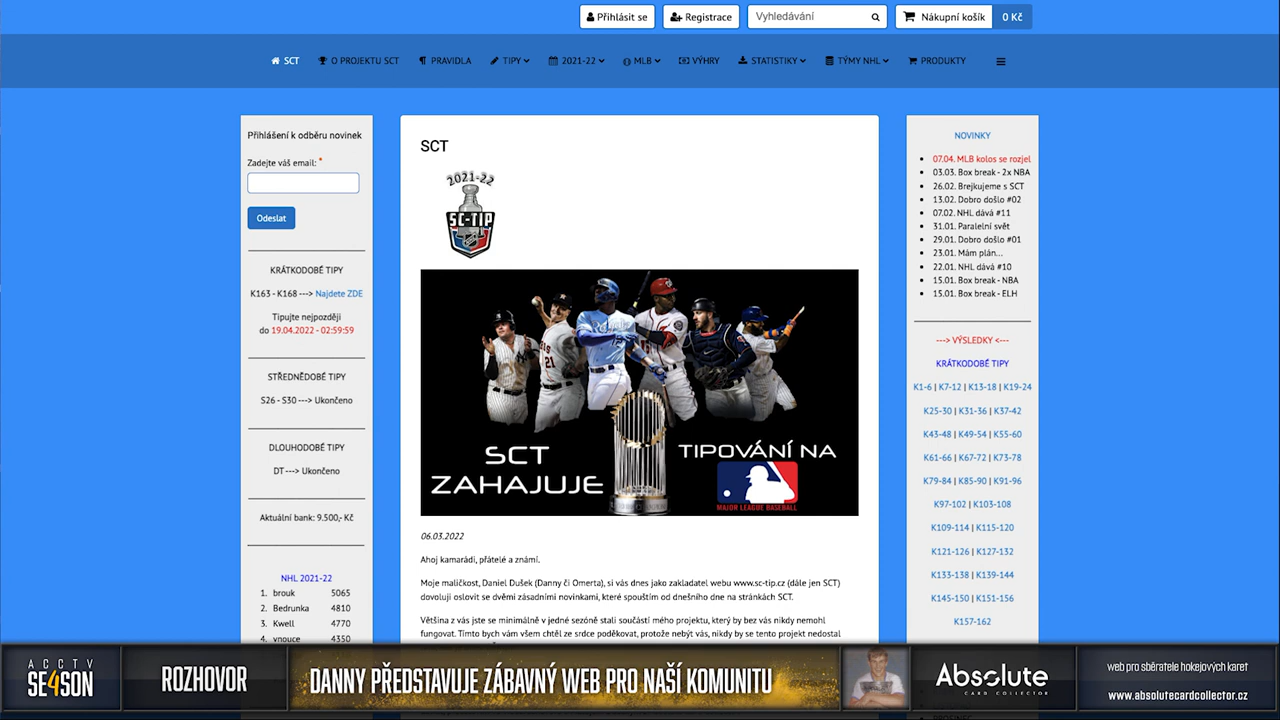 Přihlásit se
Registrace
Vyhledávání
Nákupní košík
0 Kč
SCT
O PROJEKTU SCT
PRAVIDLA
TIPY
2021-22
MLB
VÝHRY
STATISTIKY
TÝMY NHL
PRODUKTY
Přihlášení k odběru novinek
Zadejte váš email: *
Odeslat
KRÁTKODOBÉ TIPY
K163 - K168 ---> Najdete ZDE
Tipujte nejpozději
do 19.04.2022 - 02:59:59
STŘEDNĚDOBÉ TIPY
S26 - S30 ---> Ukončeno
DLOUHODOBÉ TIPY
DT ---> Ukončeno
Aktuální bank: 9.500,- Kč
NHL 2021-22
1. brouk 5065
2. Bedrunka 4810
3. Kwell 4770
4. vnouce 4350
SCT
2021-22
SC-TIP
SCT
ZAHAJUJE
TIPOVÁNÍ NA
MAJOR LEAGUE BASEBALL
06.03.2022
Ahoj kamarádi, přátelé a známí.
Moje maličkost, Daniel Dušek (Danny či Omerta), si vás dnes jako zakladatel webu www.sc-tip.cz (dále jen SCT)
dovoluji oslovit se dvěmi zásadními novinkami, které spouštím od dnešního dne na stránkách SCT.
Většina z vás jste se minimálně v jedné sezóně stali součástí mého projektu, který by bez vás nikdy nemohl
fungovat. Tímto bych vám všem chtěl ze srdce poděkovat, protože nebýt vás, nikdy by se tento projekt nedostal
NOVINKY
07.04. MLB kolos se rozjel
03.03. Box break - 2x NBA
26.02. Brejkujeme s SCT
13.02. Dobro došlo #02
07.02. NHL dává #11
31.01. Paralelní svět
29.01. Dobro došlo #01
23.01. Mám plán...
22.01. NHL dává #10
15.01. Box break - NBA
15.01. Box break - ELH
---> VÝSLEDKY <---
KRÁTKODOBÉ TIPY
K1-6 | K7-12 | K13-18 | K19-24
K25-30 | K31-36 | K37-42
K43-48 | K49-54 | K55-60
K61-66 | K67-72 | K73-78
K79-84 | K85-90 | K91-96
K97-102 | K103-108
K109-114 | K115-120
K121-126 | K127-132
K133-138 | K139-144
K145-150 | K151-156
K157-162
ACCTV
SE4SON
ROZHOVOR
DANNY PŘEDSTAVUJE ZÁBAVNÝ WEB PRO NAŠÍ KOMUNITU
Absolute
CARD COLLECTOR
web pro sběratele hokejových karet
www.absolutecardcollector.cz